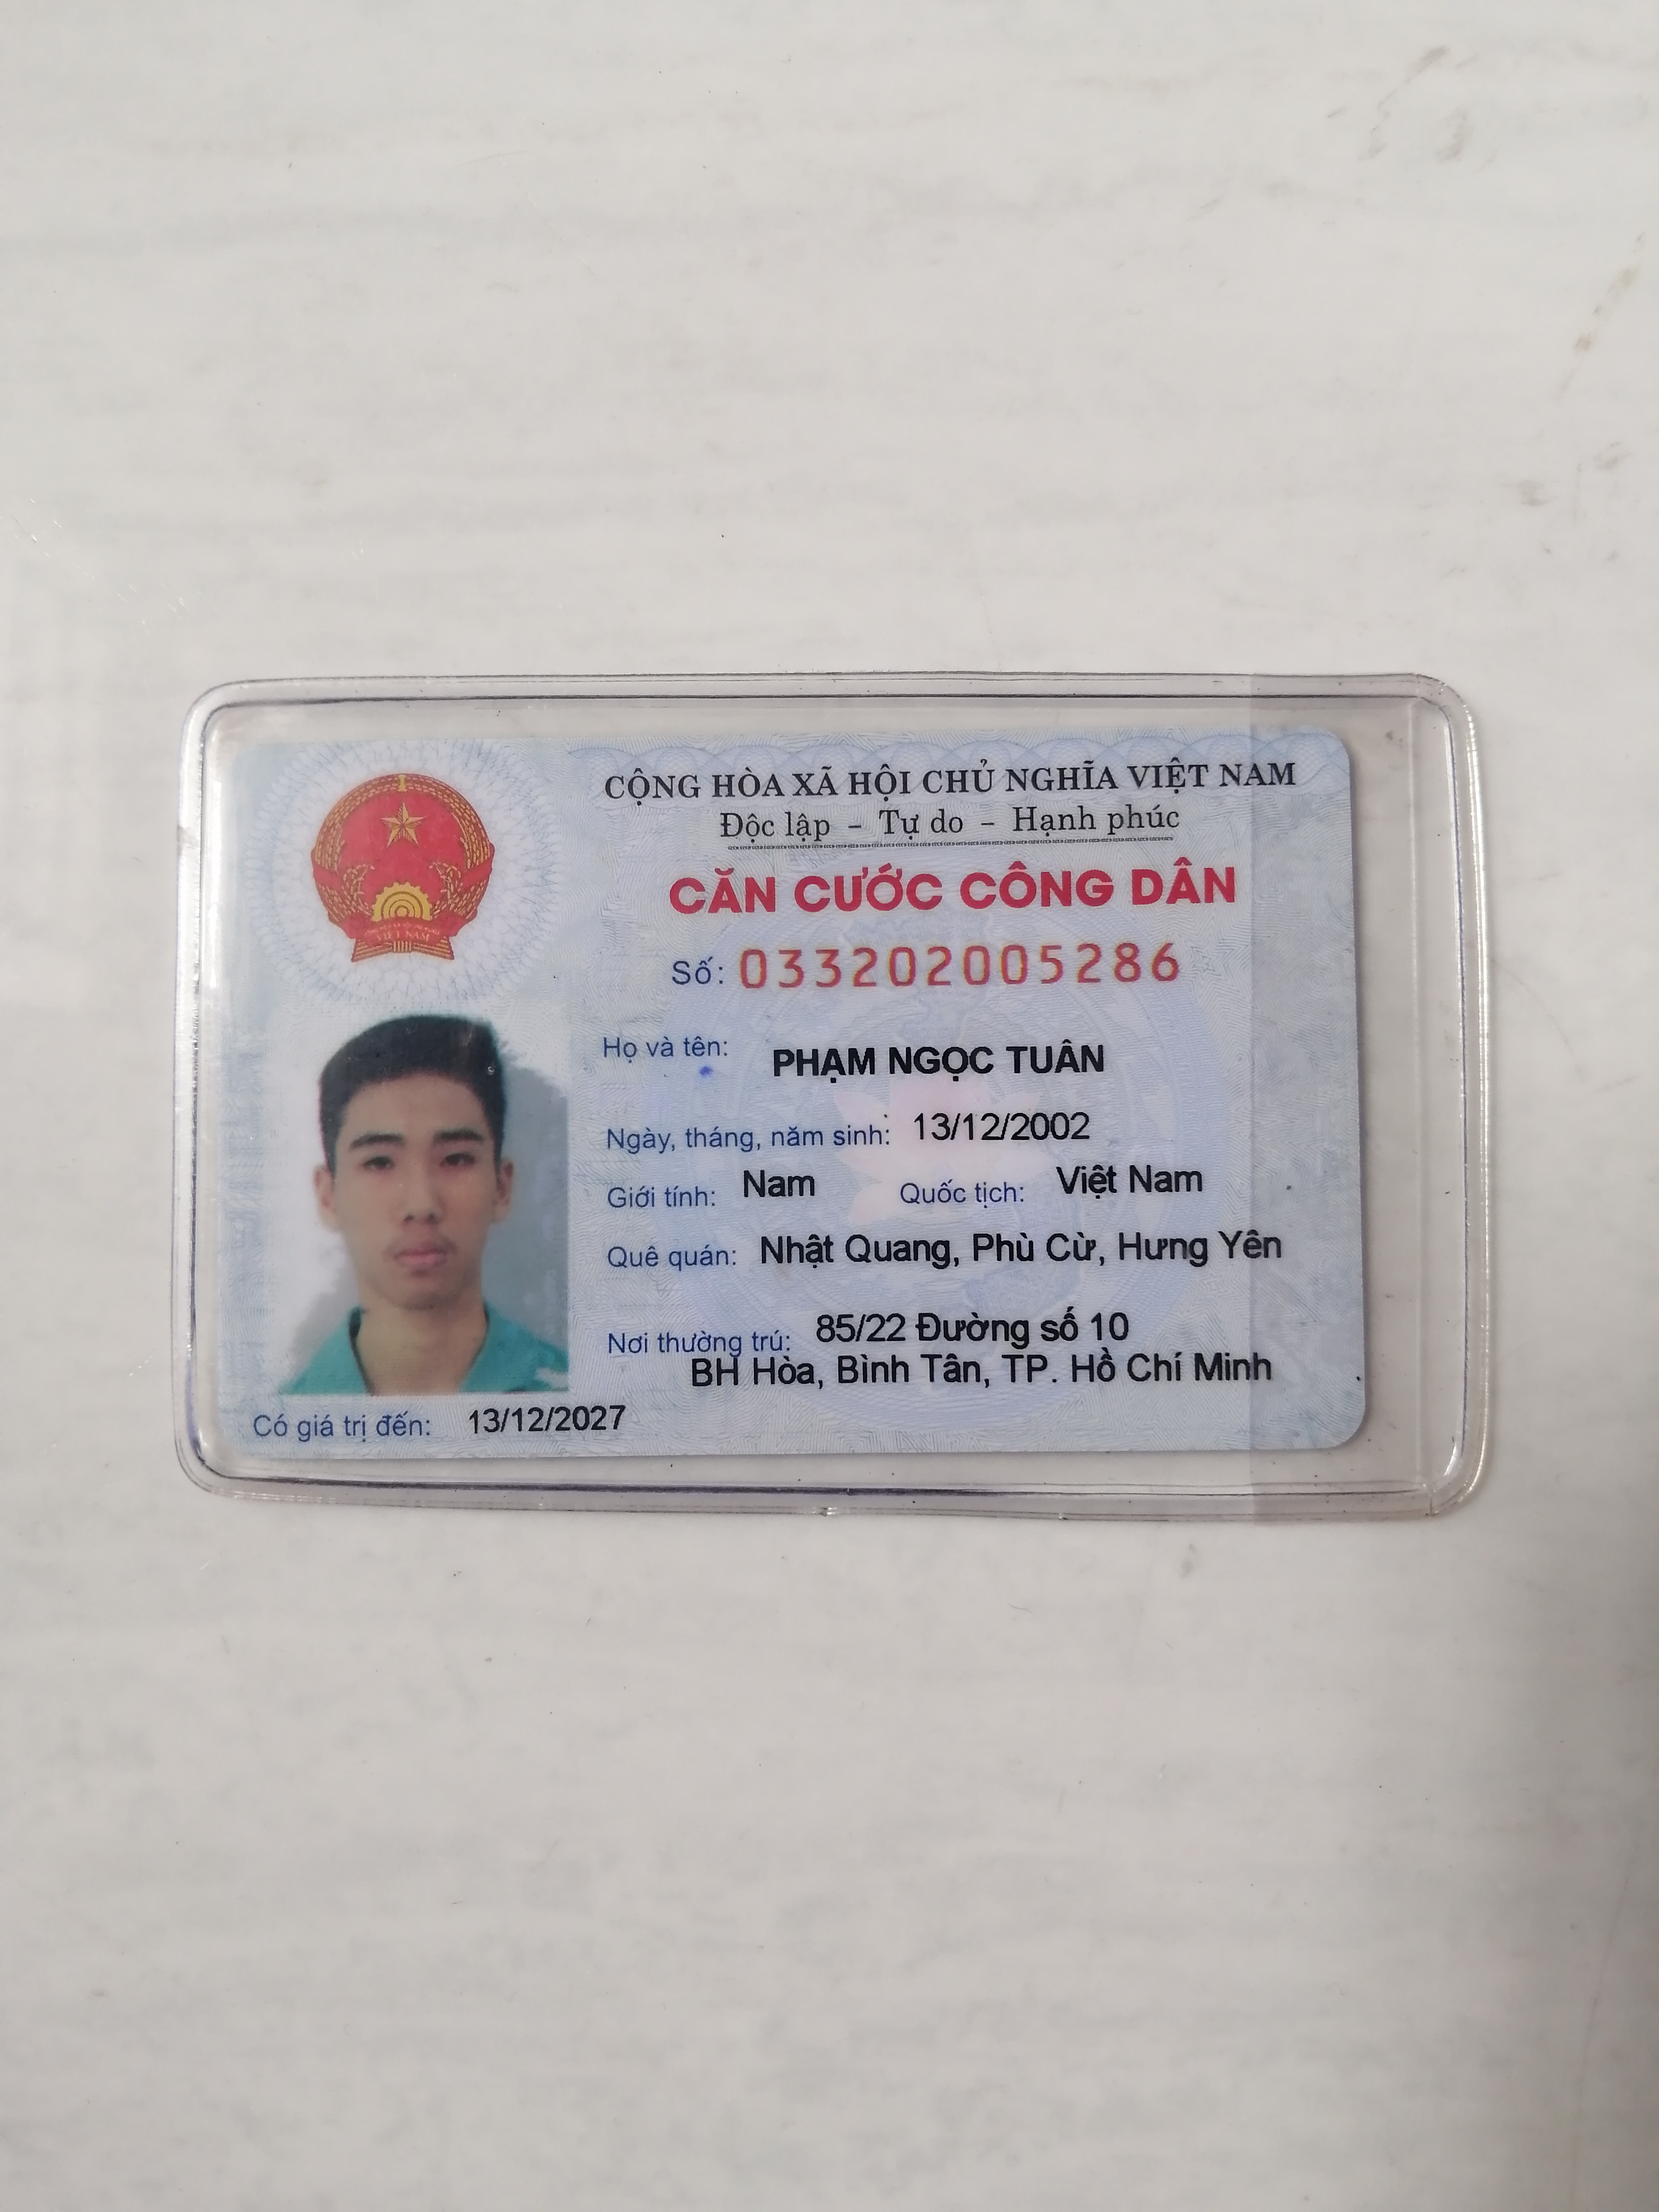 CỘNG HÒA XÃ HỘI CHỦ NGHĨA VIỆT NAM
Độc lập – Tự do – Hạnh phúc
CĂN CƯỚC CÔNG DÂN
Số: 033202005286
Họ và tên: PHẠM NGỌC TUÂN
Ngày, tháng, năm sinh: 13/12/2002
Giới tính: Nam Quốc tịch: Việt Nam
Quê quán: Nhật Quang, Phù Cừ, Hưng Yên
Nơi thường trú: 85/22 Đường số 10
BH Hòa, Bình Tân, TP. Hồ Chí Minh
Có giá trị đến: 13/12/2027
VIỆT NAM